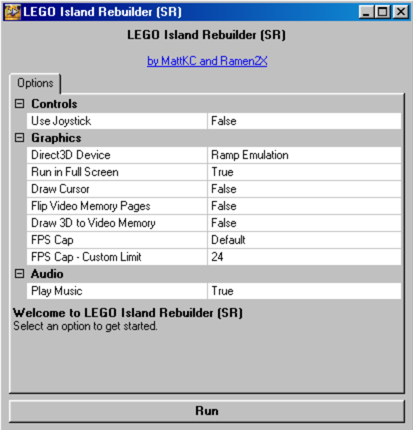 LEGO Island Rebuilder (SR)
LEGO Island Rebuilder (SR)
by MattKC and Ramen2X
Options
Controls
Use Joystick False
Graphics
Direct3D Device Ramp Emulation
Run in Full Screen True
Draw Cursor False
Flip Video Memory Pages False
Draw 3D to Video Memory False
FPS Cap Default
FPS Cap - Custom Limit 24
Audio
Play Music True
Welcome to LEGO Island Rebuilder (SR)
Select an option to get started.
Run